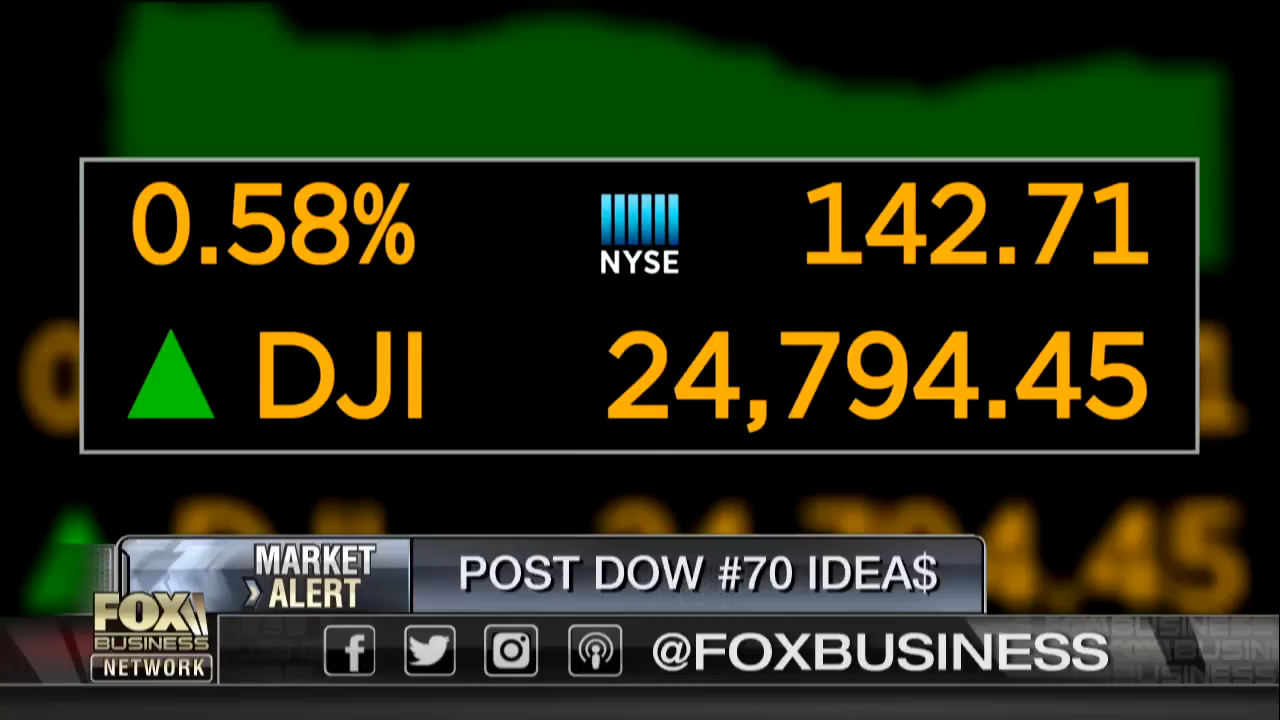 0.58% NYSE 142.71
▲ DJI 24,794.45
MARKET ALERT
POST DOW #70 IDEA$
FOX BUSINESS NETWORK
@FOXBUSINESS